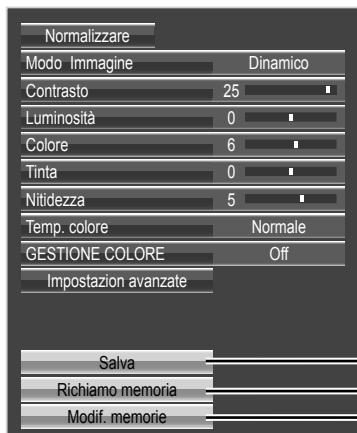 Normalizzare
Modo Immagine Dinamico
Contrasto 25
Luminosità 0
Colore 6
Tinta 0
Nitidezza 5
Temp. colore Normale
GESTIONE COLORE Off
Impostazion avanzate
Salva
Richiamo memoria
Modif. memorie